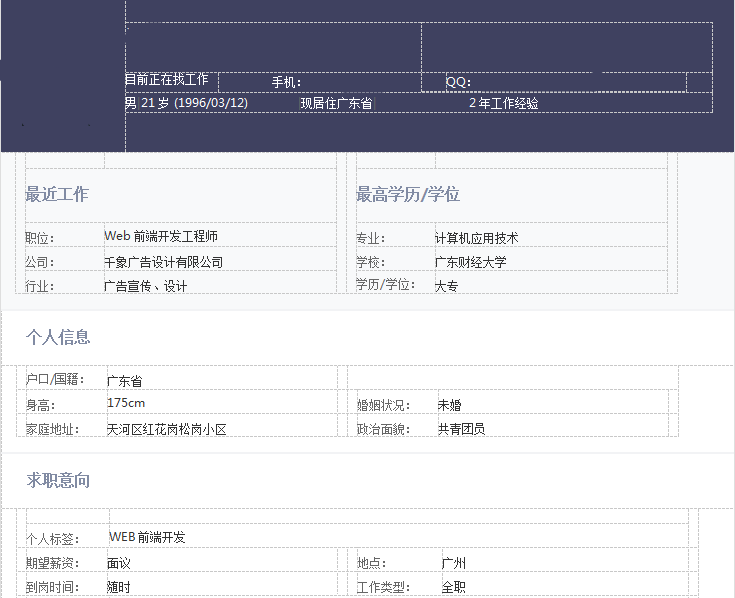 目前正在找工作 手机： QQ：
男 21 岁 (1996/03/12) 现居住广东省 2 年工作经验
最近工作 最高学历/学位
职位： Web 前端开发工程师 专业： 计算机应用技术
公司： 千象广告设计有限公司 学校： 广东财经大学
行业： 广告宣传、设计 学历/学位： 大专
个人信息
户口/国籍： 广东省
身高： 175cm 婚姻状况： 未婚
家庭地址： 天河区红花岗松岗小区 政治面貌： 共青团员
求职意向
个人标签： WEB 前端开发
期望薪资： 面议 地点： 广州
到岗时间： 随时 工作类型： 全职